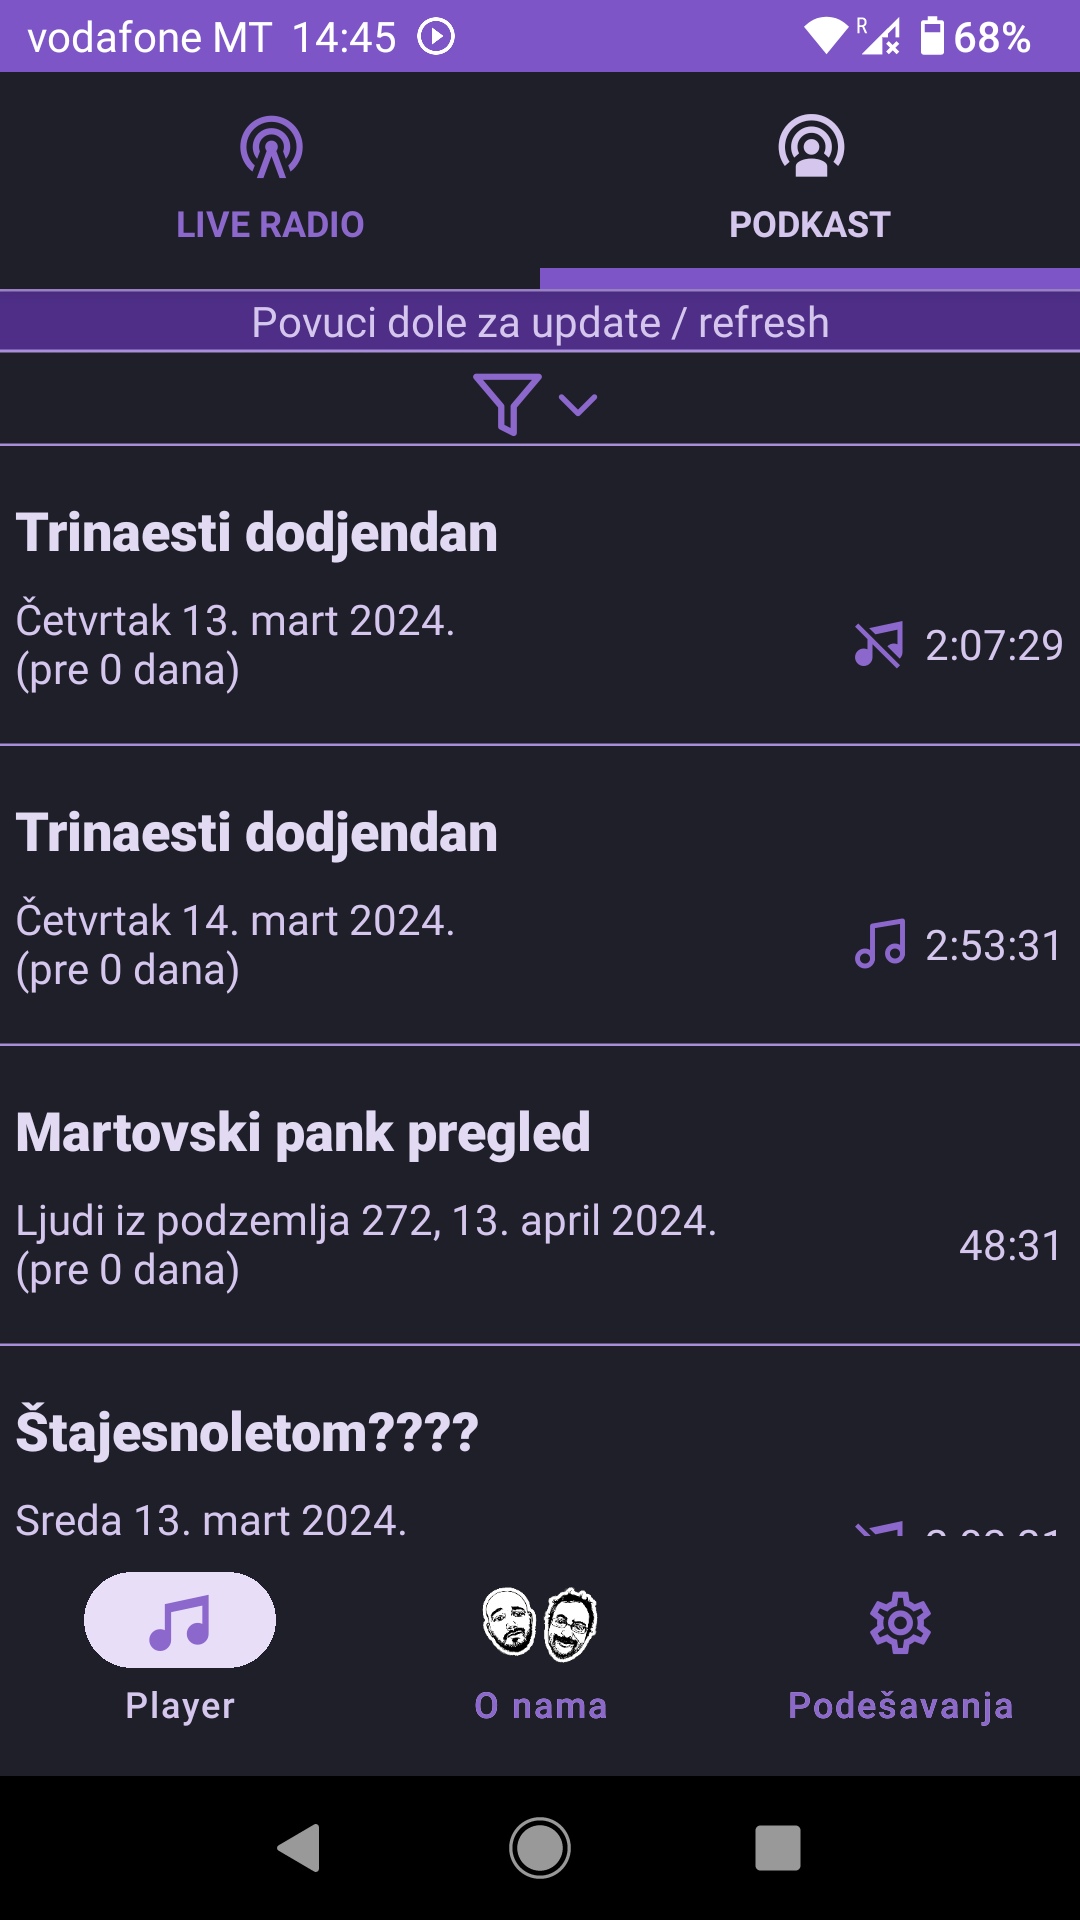 vodafone MT 14:45
R 68%
LIVE RADIO
PODKAST
Povuci dole za update / refresh
Trinaesti dodjendan
Četvrtak 13. mart 2024.
(pre 0 dana)
2:07:29
Trinaesti dodjendan
Četvrtak 14. mart 2024.
(pre 0 dana)
2:53:31
Martovski pank pregled
Ljudi iz podzemlja 272, 13. april 2024.
(pre 0 dana)
48:31
Štajesnoletom????
Sreda 13. mart 2024.
Player
O nama
Podešavanja